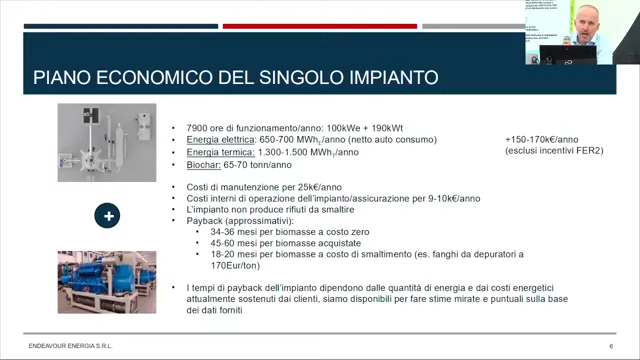 PIANO ECONOMICO DEL SINGOLO IMPIANTO
• 7900 ore di funzionamento/anno: 100kWe + 190kWt
• Energia elettrica: 650-700 MWhE/anno (netto auto consumo)
• Energia termica: 1.300-1.500 MWhT/anno
• Biochar: 65-70 tonn/anno
+150-170k€/anno
(esclusi incentivi FER2)
• Costi di manutenzione per 25k€/anno
• Costi interni di operazione dell'impianto/assicurazione per 9-10k€/anno
• L'impianto non produce rifiuti da smaltire
• Payback (approssimativi):
• 34-36 mesi per biomasse a costo zero
• 45-60 mesi per biomasse acquistate
• 18-20 mesi per biomasse a costo di smaltimento (es. fanghi da depuratori a
170Eur/ton)
• I tempi di payback dell'impianto dipendono dalle quantità di energia e dai costi energetici
attualmente sostenuti dai clienti, siamo disponibili per fare stime mirate e puntuali sulla base
dei dati forniti
ENDEAVOUR ENERGIA S.R.L.
6